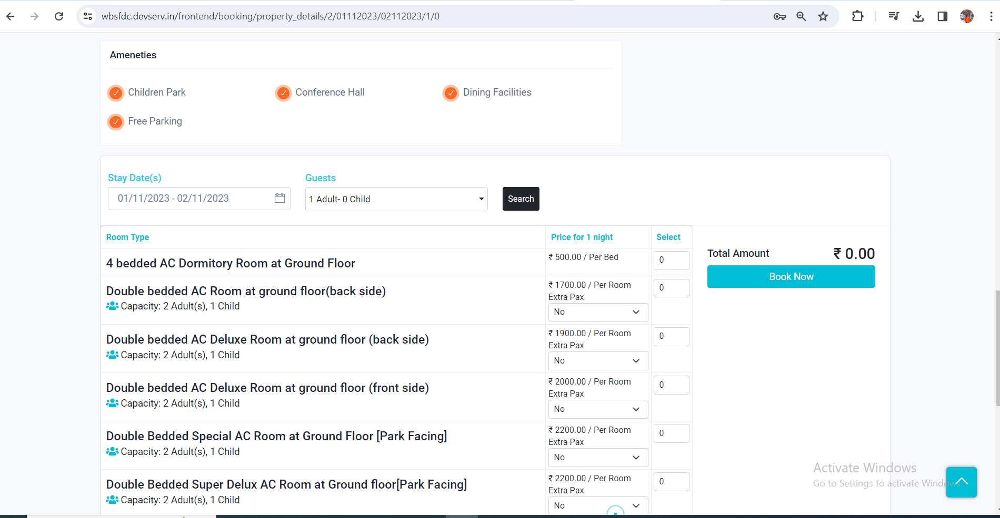 wbsfdc.devserv.in/frontend/booking/property_details/2/01112023/02112023/1/0
Ameneties
Children Park
Conference Hall
Dining Facilities
Free Parking
Stay Date(s)
Guests
01/11/2023 - 02/11/2023
1 Adult- 0 Child
Search
Room Type
Price for 1 night
Select
4 bedded AC Dormitory Room at Ground Floor
₹ 500.00 / Per Bed
0
Total Amount
₹ 0.00
Book Now
Double bedded AC Room at ground floor(back side)
Capacity: 2 Adult(s), 1 Child
₹ 1700.00 / Per Room
Extra Pax
No
0
Double bedded AC Deluxe Room at ground floor (back side)
Capacity: 2 Adult(s), 1 Child
₹ 1900.00 / Per Room
Extra Pax
No
0
Double bedded AC Deluxe Room at ground floor (front side)
Capacity: 2 Adult(s), 1 Child
₹ 2000.00 / Per Room
Extra Pax
No
0
Double Bedded Special AC Room at Ground Floor [Park Facing]
Capacity: 2 Adult(s), 1 Child
₹ 2200.00 / Per Room
Extra Pax
No
0
Double Bedded Super Delux AC Room at Ground floor[Park Facing]
Capacity: 2 Adult(s), 1 Child
₹ 2200.00 / Per Room
Extra Pax
No
0
Activate Windows
Go to Settings to activate Windows.